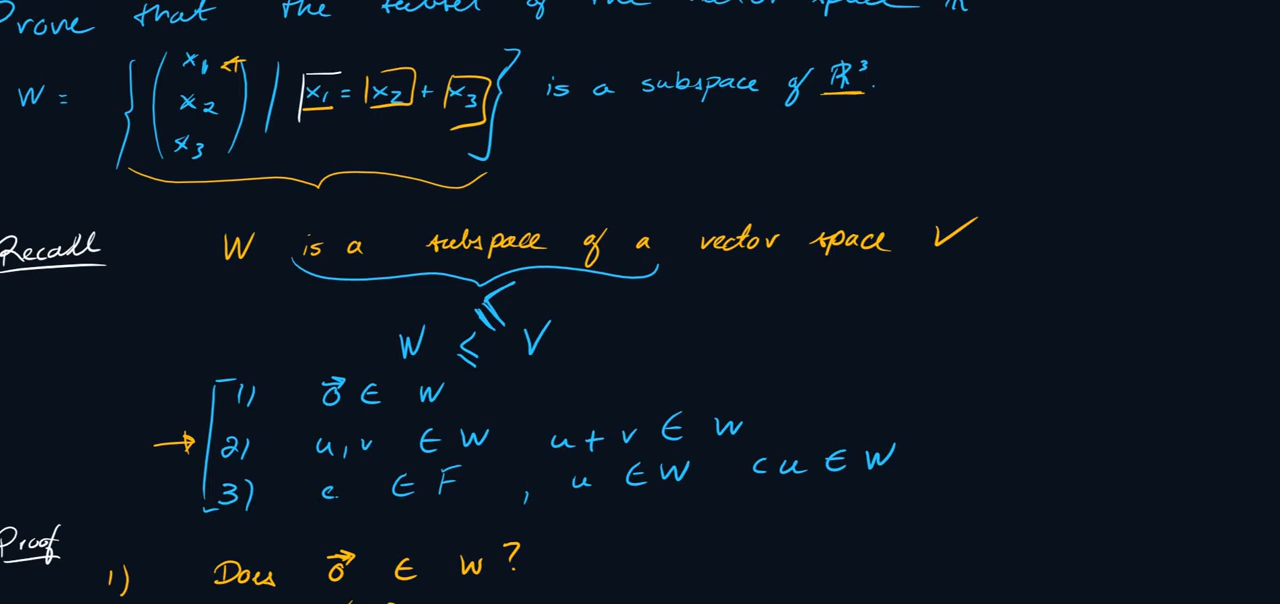 Prove that the subset of the vector space in
W = { ( x₁ x₂ x₃ ) | x₁ = x₂ + x₃ } is a subspace of ℝ³.
Recall W is a subspace of a vector space ✓
W ⩽ V
1) 0⃗ ∈ W
2) u, v ∈ W u + v ∈ W
3) c ∈ F , u ∈ W cu ∈ W
Proof
1) Does 0⃗ ∈ W ?